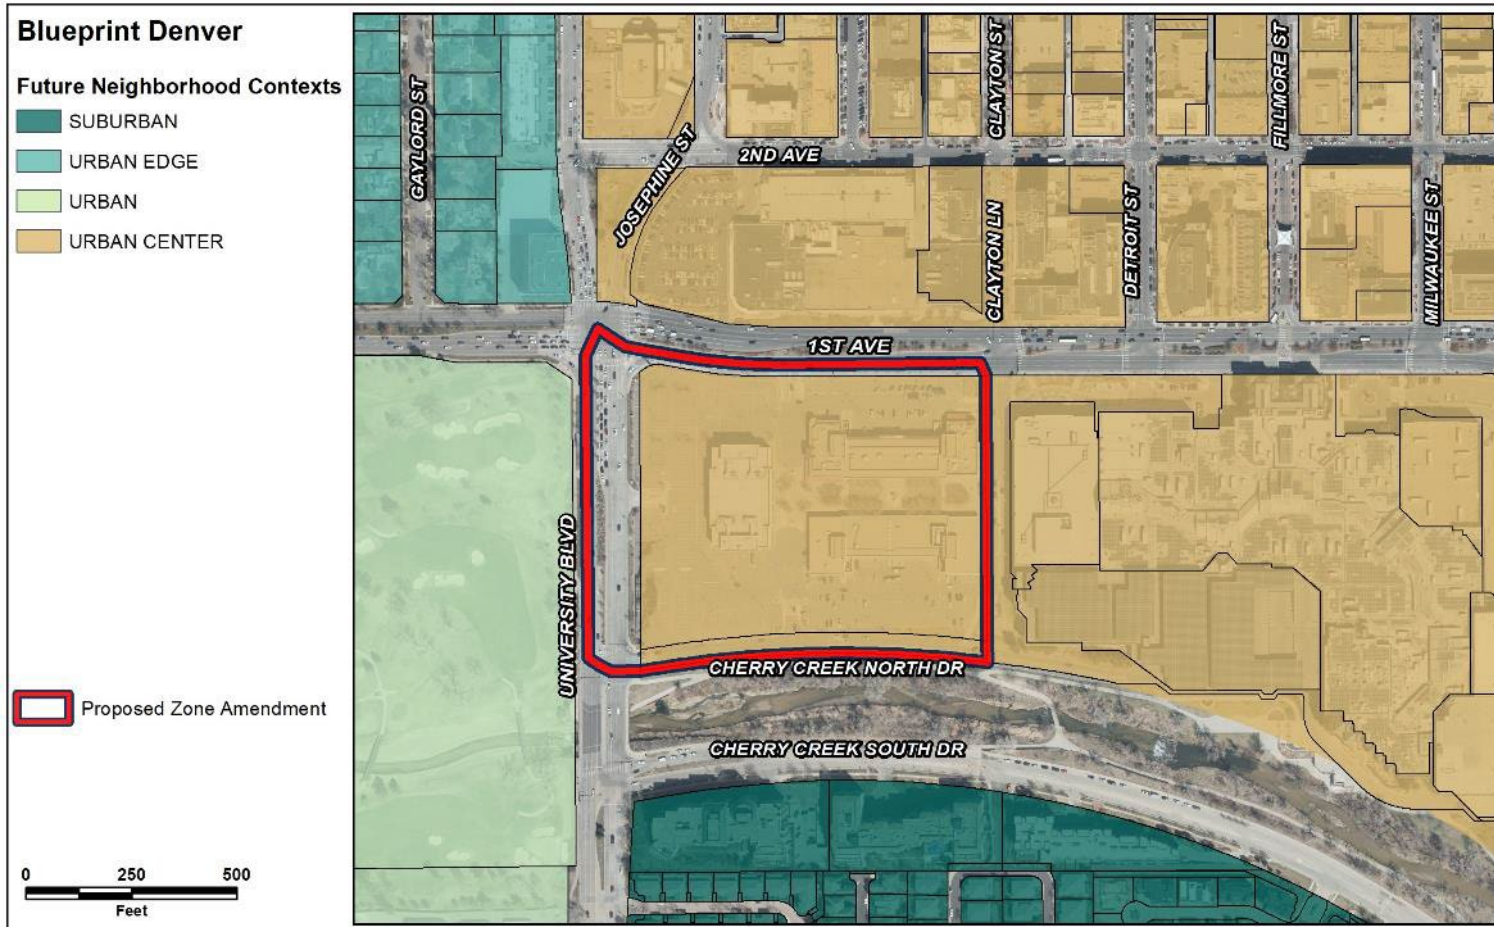 Blueprint Denver
Future Neighborhood Contexts
SUBURBAN
URBAN EDGE
URBAN
URBAN CENTER
Proposed Zone Amendment
0 250 500
Feet
GAYLORD ST
JOSEPHINE ST
2ND AVE
CLAYTON ST
FILLMORE ST
CLAYTON LN
DETROIT ST
MILWAUKEE ST
1ST AVE
UNIVERSITY BLVD
CHERRY CREEK NORTH DR
CHERRY CREEK SOUTH DR